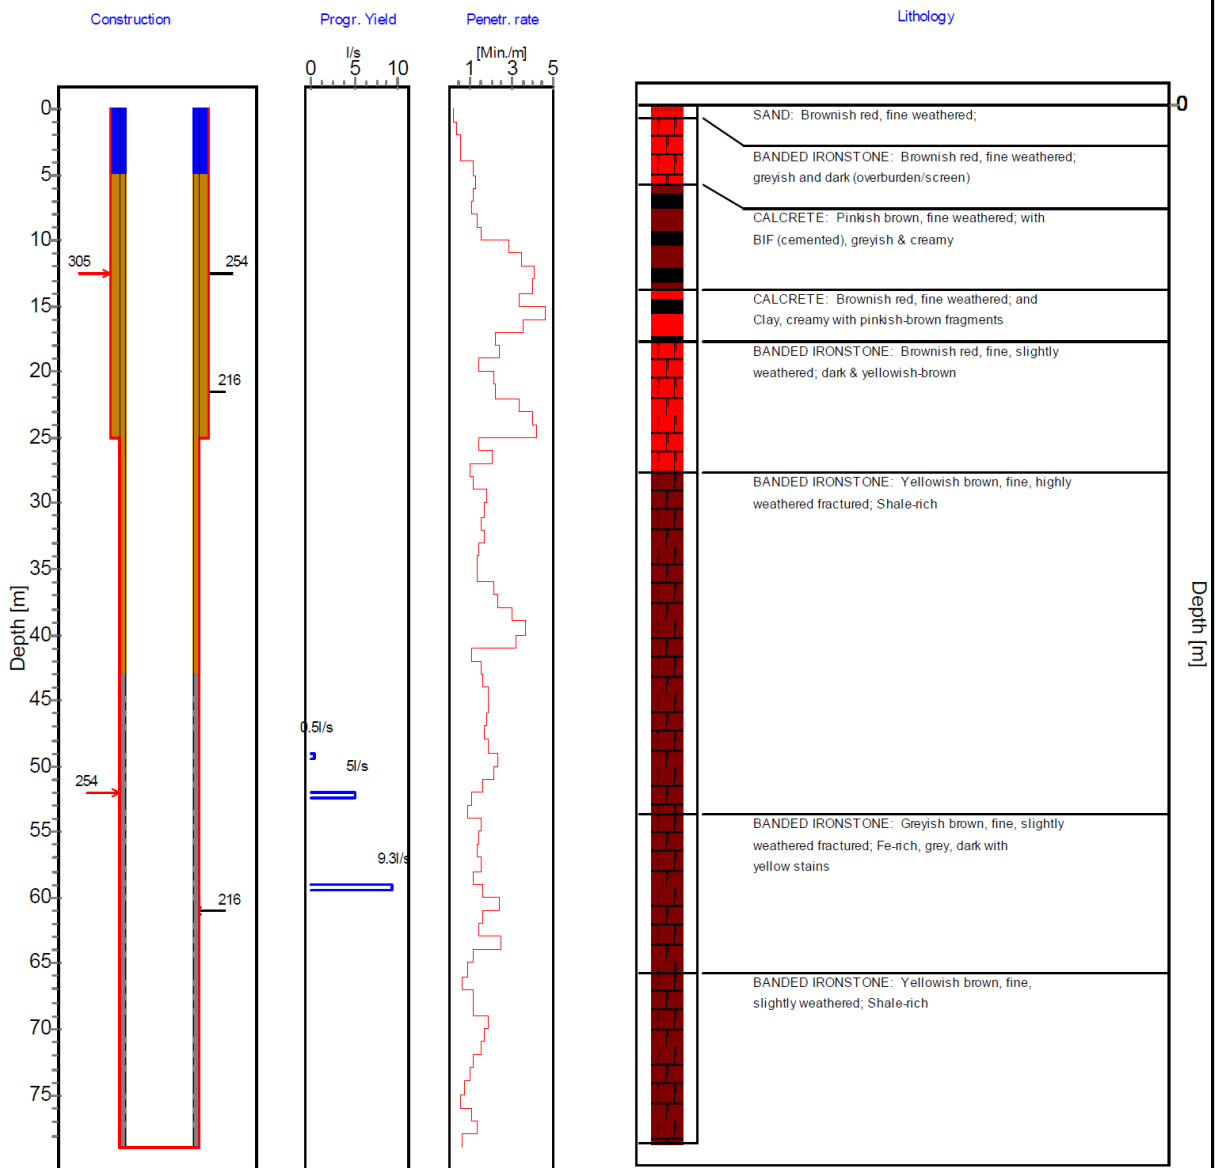 Construction
Progr. Yield
Penetr. rate
Lithology
l/s
0 5 10
[Min./m]
1 3 5
Depth [m]
0
5
10
15
20
25
30
35
40
45
50
55
60
65
70
75
305
254
216
254
216
0.5l/s
5l/s
9.3l/s
0
SAND: Brownish red, fine weathered;
BANDED IRONSTONE: Brownish red, fine weathered;
greyish and dark (overburden/screen)
CALCRETE: Pinkish brown, fine weathered; with
BIF (cemented), greyish & creamy
CALCRETE: Brownish red, fine weathered; and
Clay, creamy with pinkish-brown fragments
BANDED IRONSTONE: Brownish red, fine, slightly
weathered; dark & yellowish-brown
BANDED IRONSTONE: Yellowish brown, fine, highly
weathered fractured; Shale-rich
BANDED IRONSTONE: Greyish brown, fine, slightly
weathered fractured; Fe-rich, grey, dark with
yellow stains
BANDED IRONSTONE: Yellowish brown, fine,
slightly weathered; Shale-rich
Depth [m]